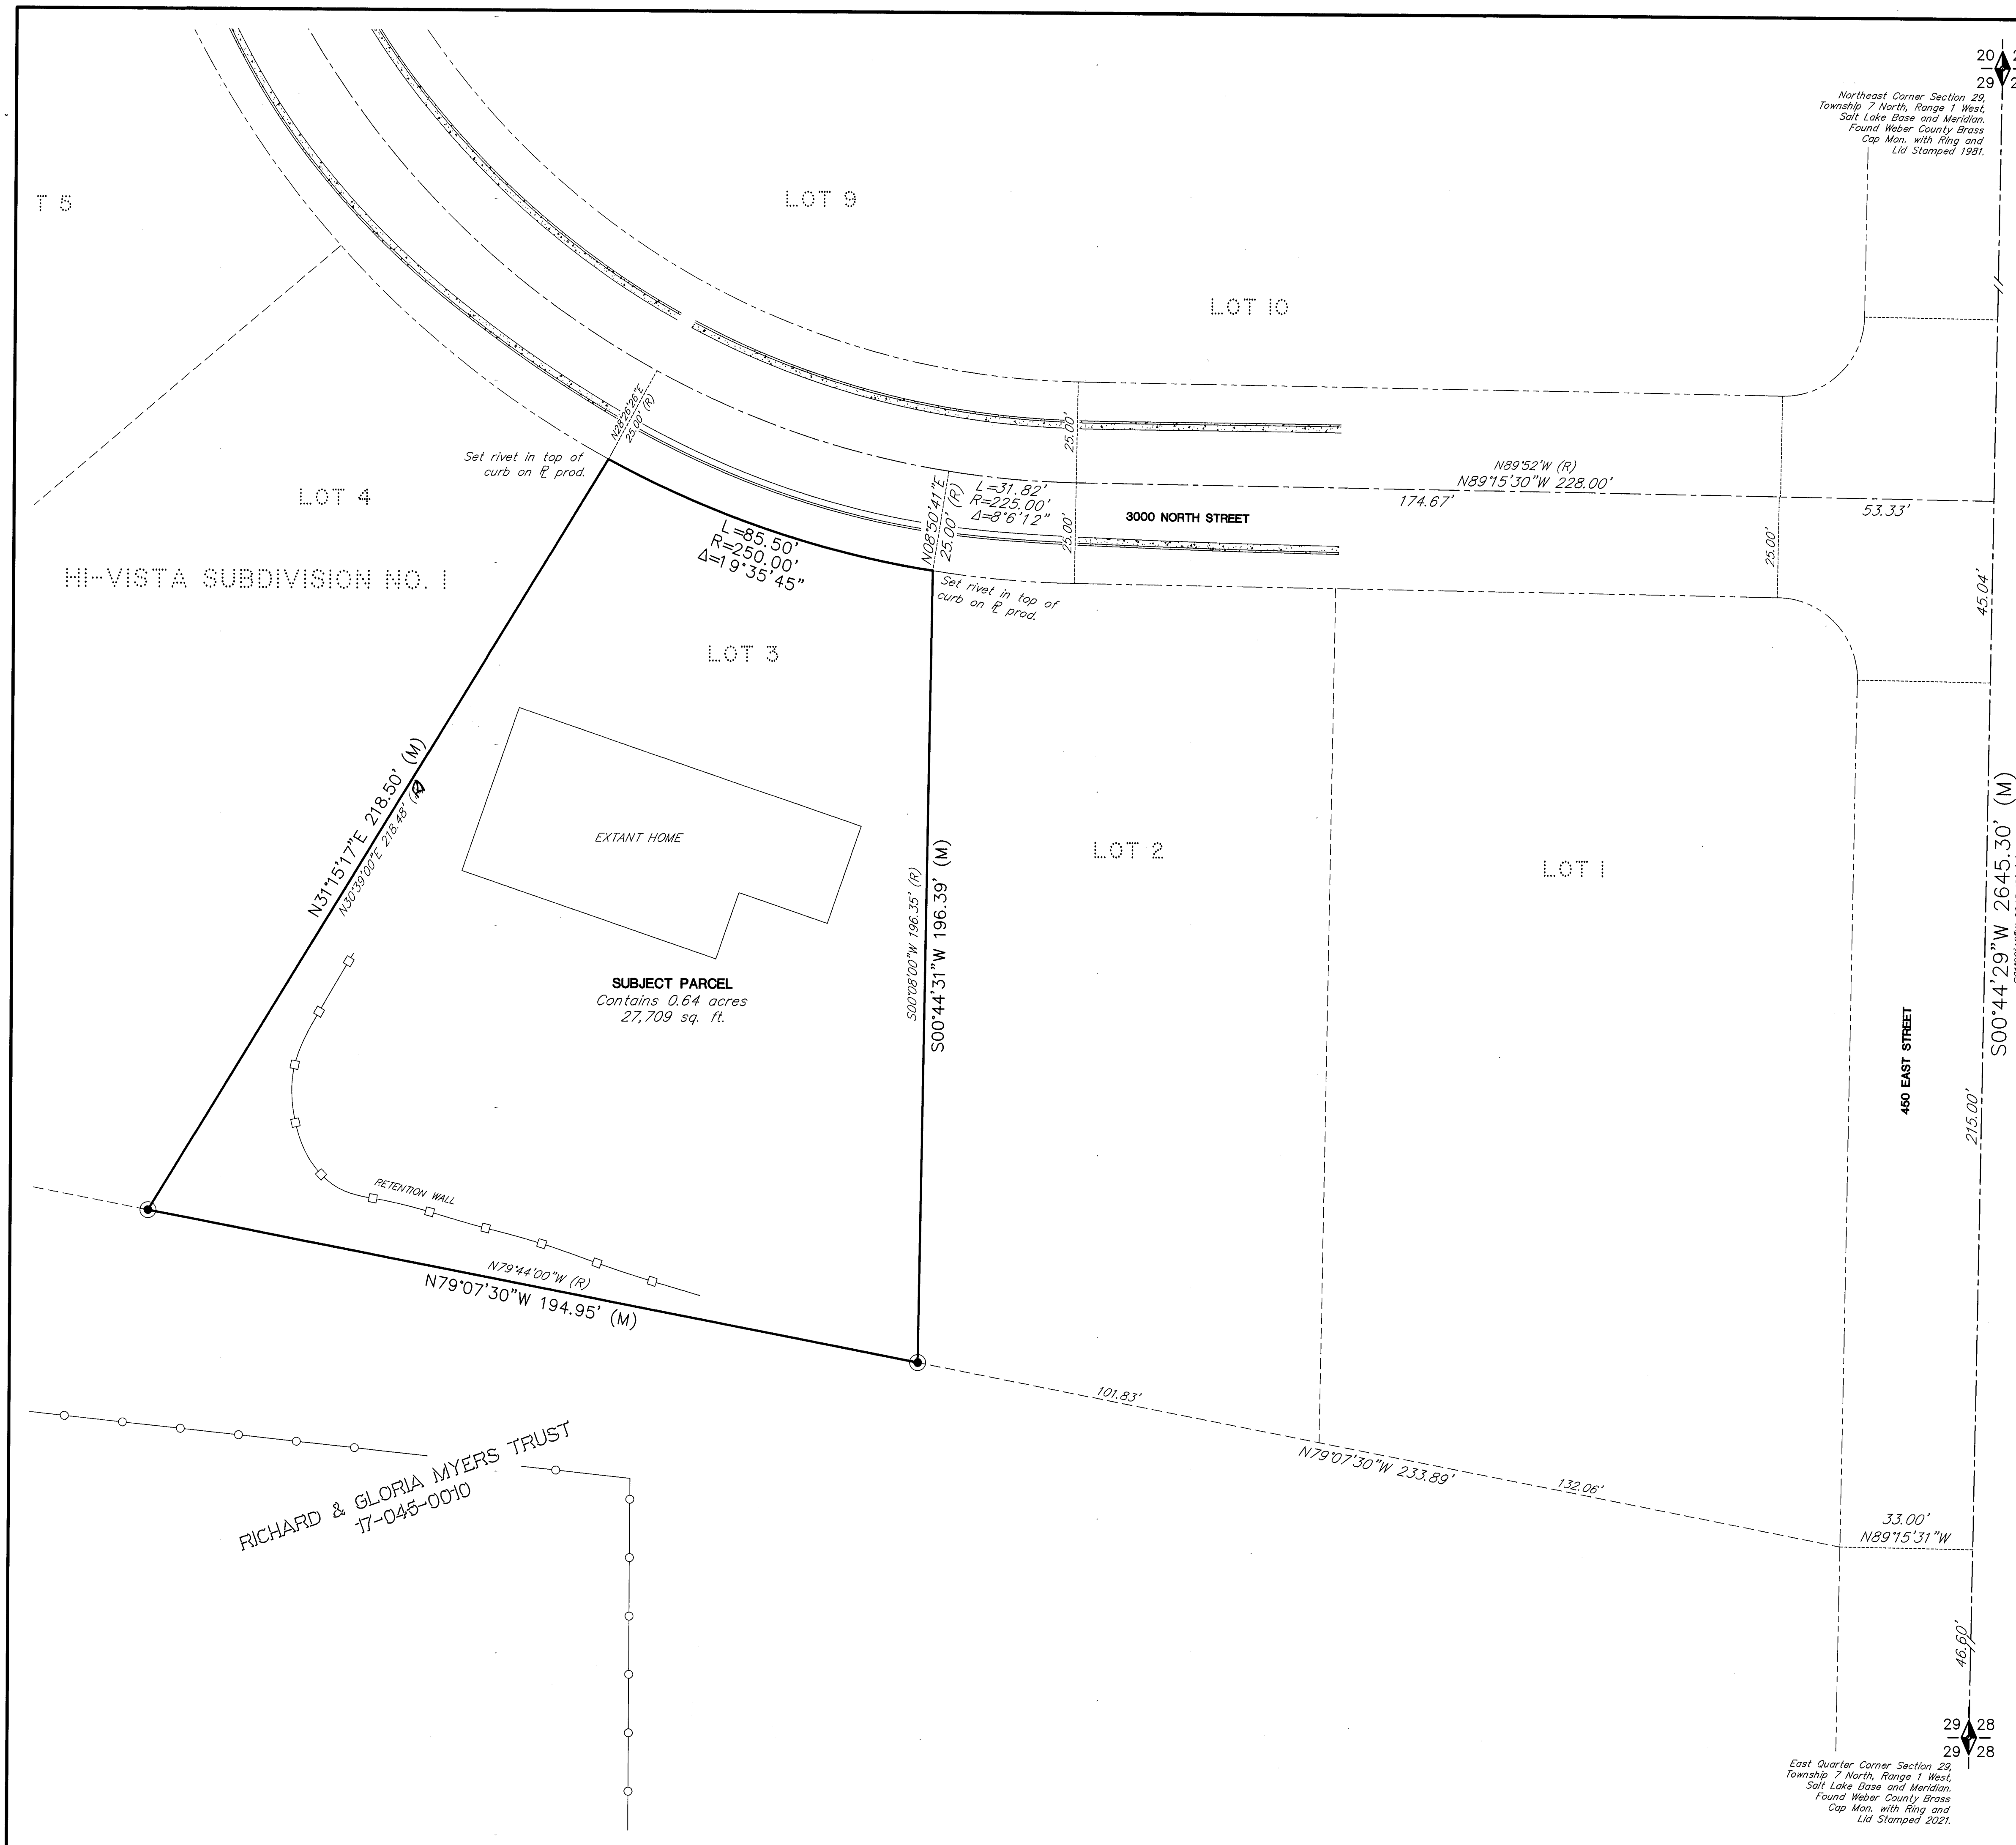 20
29
Northeast Corner Section 29,
Township 7 North, Range 1 West,
Salt Lake Base and Meridian.
Found Weber County Brass
Cap Mon. with Ring and
Lid Stamped 1981.
T 5
LOT 9
LOT 10
N28°26'26"E
25.00' (R)
Set rivet in top of
curb on PL prod.
LOT 4
HI-VISTA SUBDIVISION NO. 1
L=85.50'
R=250.00'
Δ=19°35'45"
N08°50'41"E
25.00' (R)
L=31.82'
R=225.00'
Δ=8°6'12"
25.00'
25.00'
3000 NORTH STREET
N89°52'W (R)
N89°15'30"W 228.00'
174.67'
53.33'
25.00'
45.04'
Set rivet in top of
curb on PL prod.
LOT 3
N31°15'17"E 218.50' (M)
N30°39'00"E 218.48' (R)
EXTANT HOME
SUBJECT PARCEL
Contains 0.64 acres
27,709 sq. ft.
S00°08'00"W 196.35' (R)
S00°44'31"W 196.39' (M)
LOT 2
LOT 1
450 EAST STREET
S00°44'29"W 2645.30' (M)
215.00'
RETENTION WALL
N79°44'00"W (R)
N79°07'30"W 194.95' (M)
101.83'
N79°07'30"W 233.89'
132.06'
33.00'
N89°15'31"W
46.60'
RICHARD & GLORIA MYERS TRUST
17-045-0010
29 28
29 28
East Quarter Corner Section 29,
Township 7 North, Range 1 West,
Salt Lake Base and Meridian.
Found Weber County Brass
Cap Mon. with Ring and
Lid Stamped 2021.